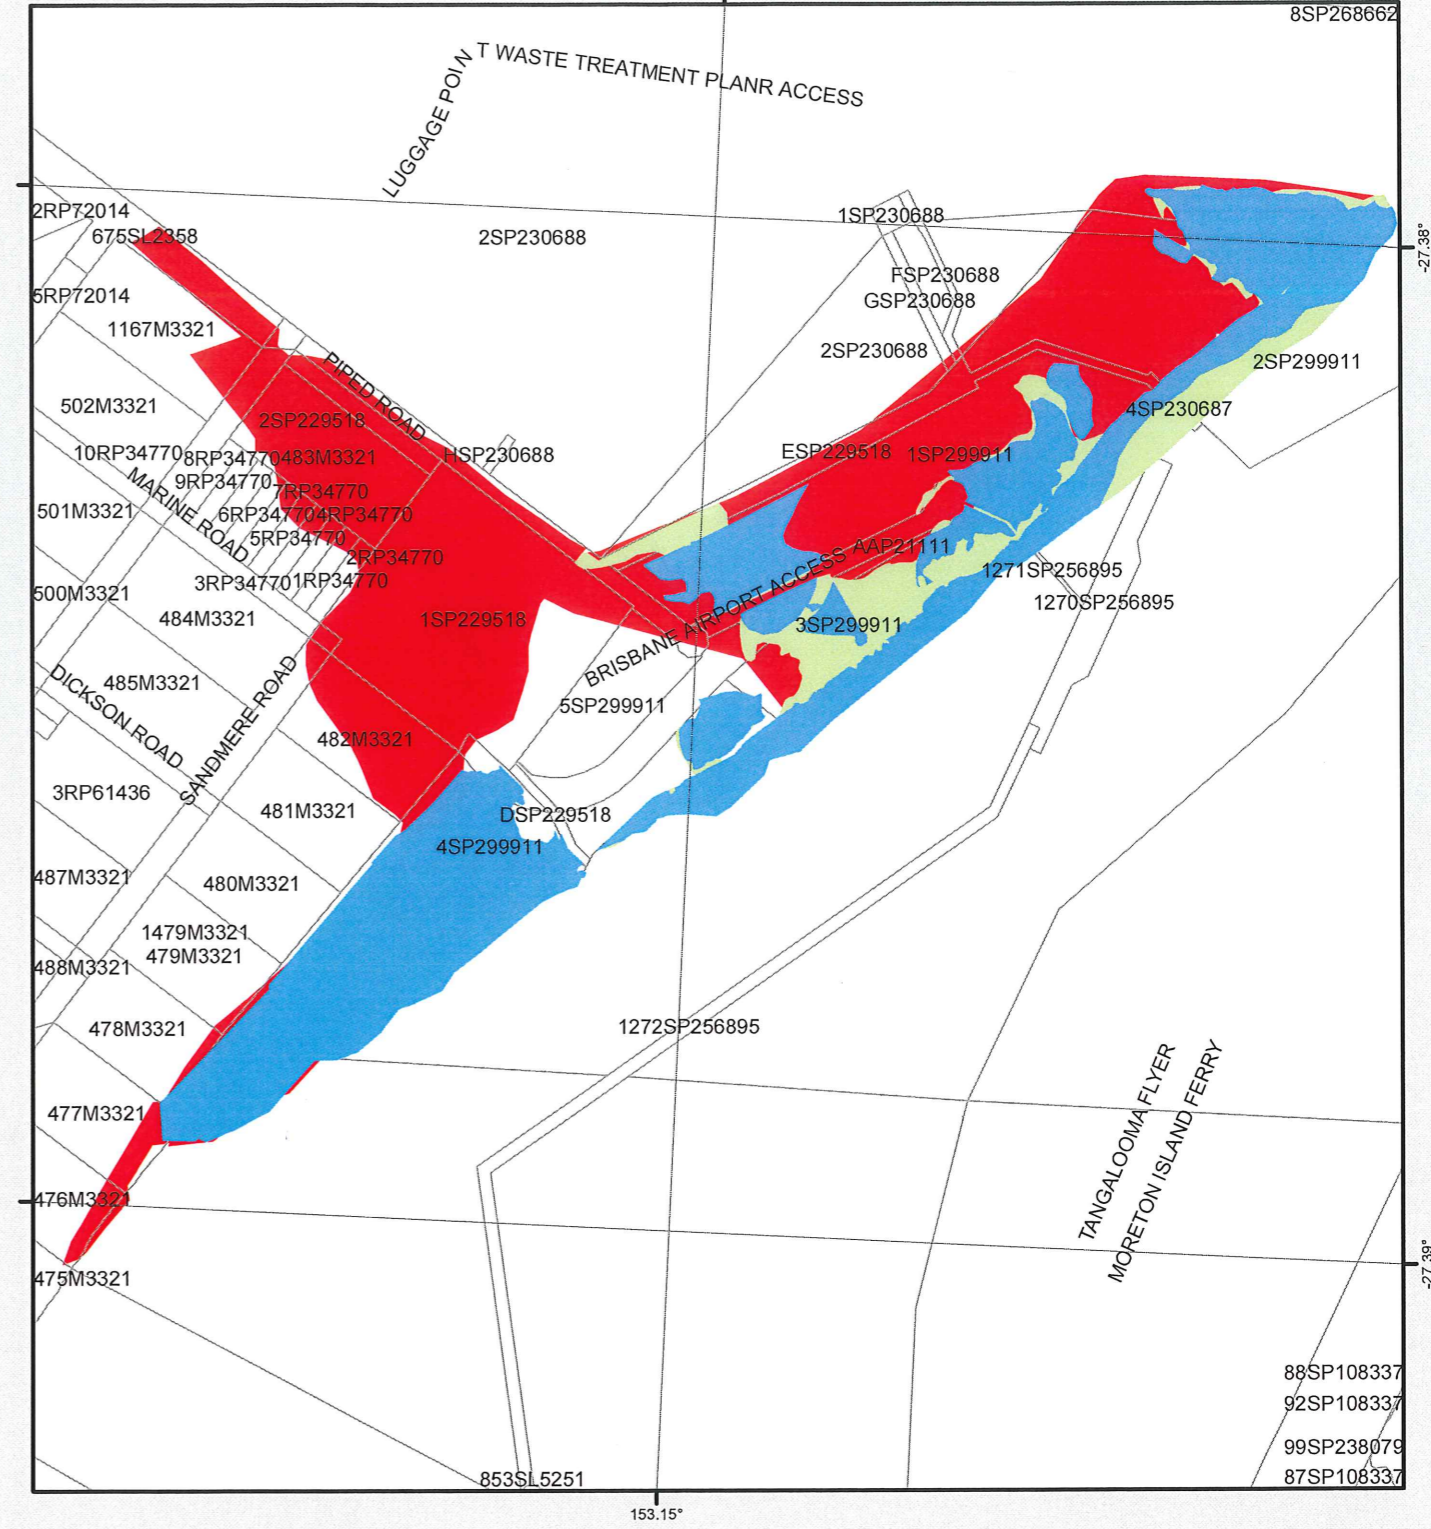 8SP268662
LUGGAGE POINT WASTE TREATMENT PLANR ACCESS
2RP72014
675SL2358
2SP230688
1SP230688
-27.38°
FSP230688
5RP72014
GSP230688
1167M3321
2SP230688
2SP299911
PIPED ROAD
502M3321
2SP229518
4SP230687
10RP34770
8RP34770
483M3321
HSP230688
ESP229518
1SP299911
9RP34770
7RP34770
MARINE ROAD
501M3321
6RP34770
4RP34770
5RP34770
2RP34770
AAP21111
3RP34770
1RP34770
1271SP256895
500M3321
1270SP256895
484M3321
1SP229518
BRISBANE AIRPORT ACCESS
3SP299911
485M3321
DICKSON ROAD
SANDMERE ROAD
5SP299911
482M3321
3RP61436
481M3321
DSP229518
4SP299911
487M3321
480M3321
1479M3321
479M3321
488M3321
478M3321
1272SP256895
477M3321
TANGALOOMA FLYER
MORETON ISLAND FERRY
476M3321
-27.39°
475M3321
88SP108337
92SP108337
99SP238079
87SP108337
853SL5251
153.15°